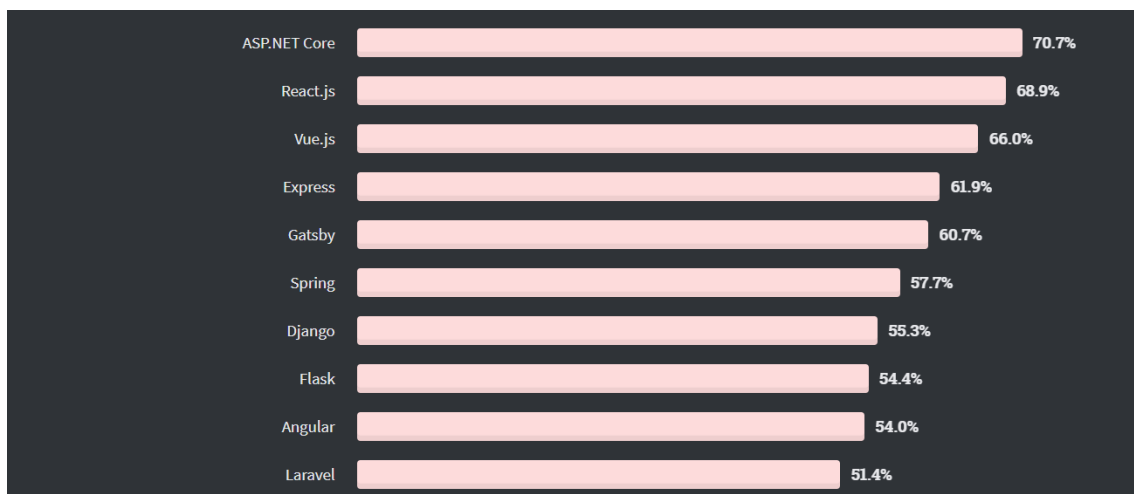 ASP.NET Core 70.7%
React.js 68.9%
Vue.js 66.0%
Express 61.9%
Gatsby 60.7%
Spring 57.7%
Django 55.3%
Flask 54.4%
Angular 54.0%
Laravel 51.4%